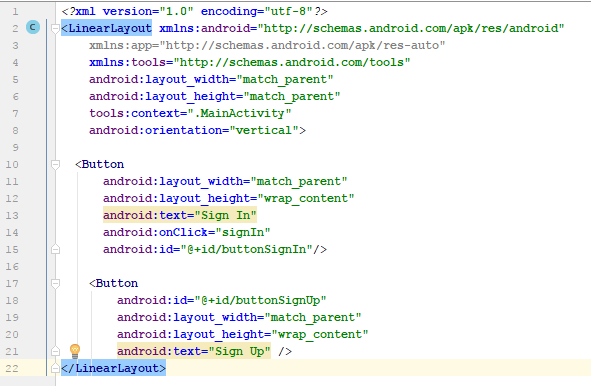 1 <?xml version="1.0" encoding="utf-8"?>
2 C <LinearLayout xmlns:android="http://schemas.android.com/apk/res/android"
3 xmlns:app="http://schemas.android.com/apk/res-auto"
4 xmlns:tools="http://schemas.android.com/tools"
5 android:layout_width="match_parent"
6 android:layout_height="match_parent"
7 tools:context=".MainActivity"
8 android:orientation="vertical">
9
10 <Button
11 android:layout_width="match_parent"
12 android:layout_height="wrap_content"
13 android:text="Sign In"
14 android:onClick="signIn"
15 android:id="@+id/buttonSignIn"/>
16
17 <Button
18 android:id="@+id/buttonSignUp"
19 android:layout_width="match_parent"
20 android:layout_height="wrap_content"
21 android:text="Sign Up" />
22 </LinearLayout>